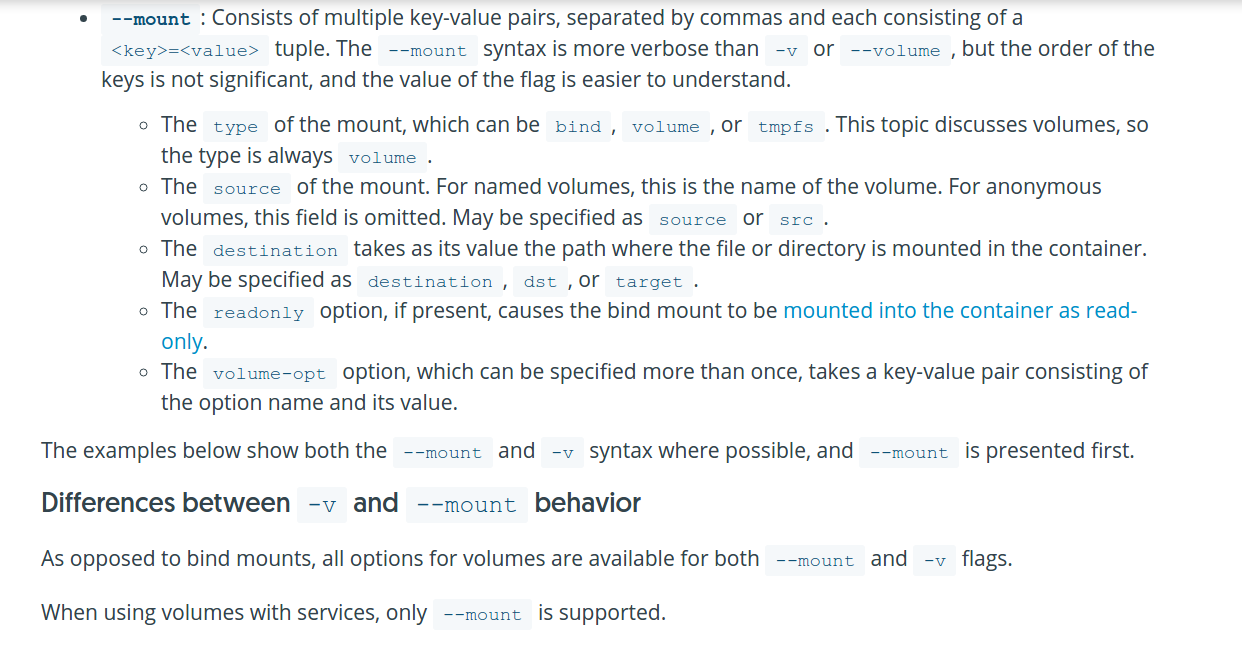 --mount : Consists of multiple key-value pairs, separated by commas and each consisting of a
<key>=<value> tuple. The --mount syntax is more verbose than -v or --volume , but the order of the
keys is not significant, and the value of the flag is easier to understand.
The type of the mount, which can be bind , volume , or tmpfs . This topic discusses volumes, so
the type is always volume .
The source of the mount. For named volumes, this is the name of the volume. For anonymous
volumes, this field is omitted. May be specified as source or src .
The destination takes as its value the path where the file or directory is mounted in the container.
May be specified as destination , dst , or target .
The readonly option, if present, causes the bind mount to be mounted into the container as read-
only.
The volume-opt option, which can be specified more than once, takes a key-value pair consisting of
the option name and its value.
The examples below show both the --mount and -v syntax where possible, and --mount is presented first.
Differences between -v and --mount behavior
As opposed to bind mounts, all options for volumes are available for both --mount and -v flags.
When using volumes with services, only --mount is supported.